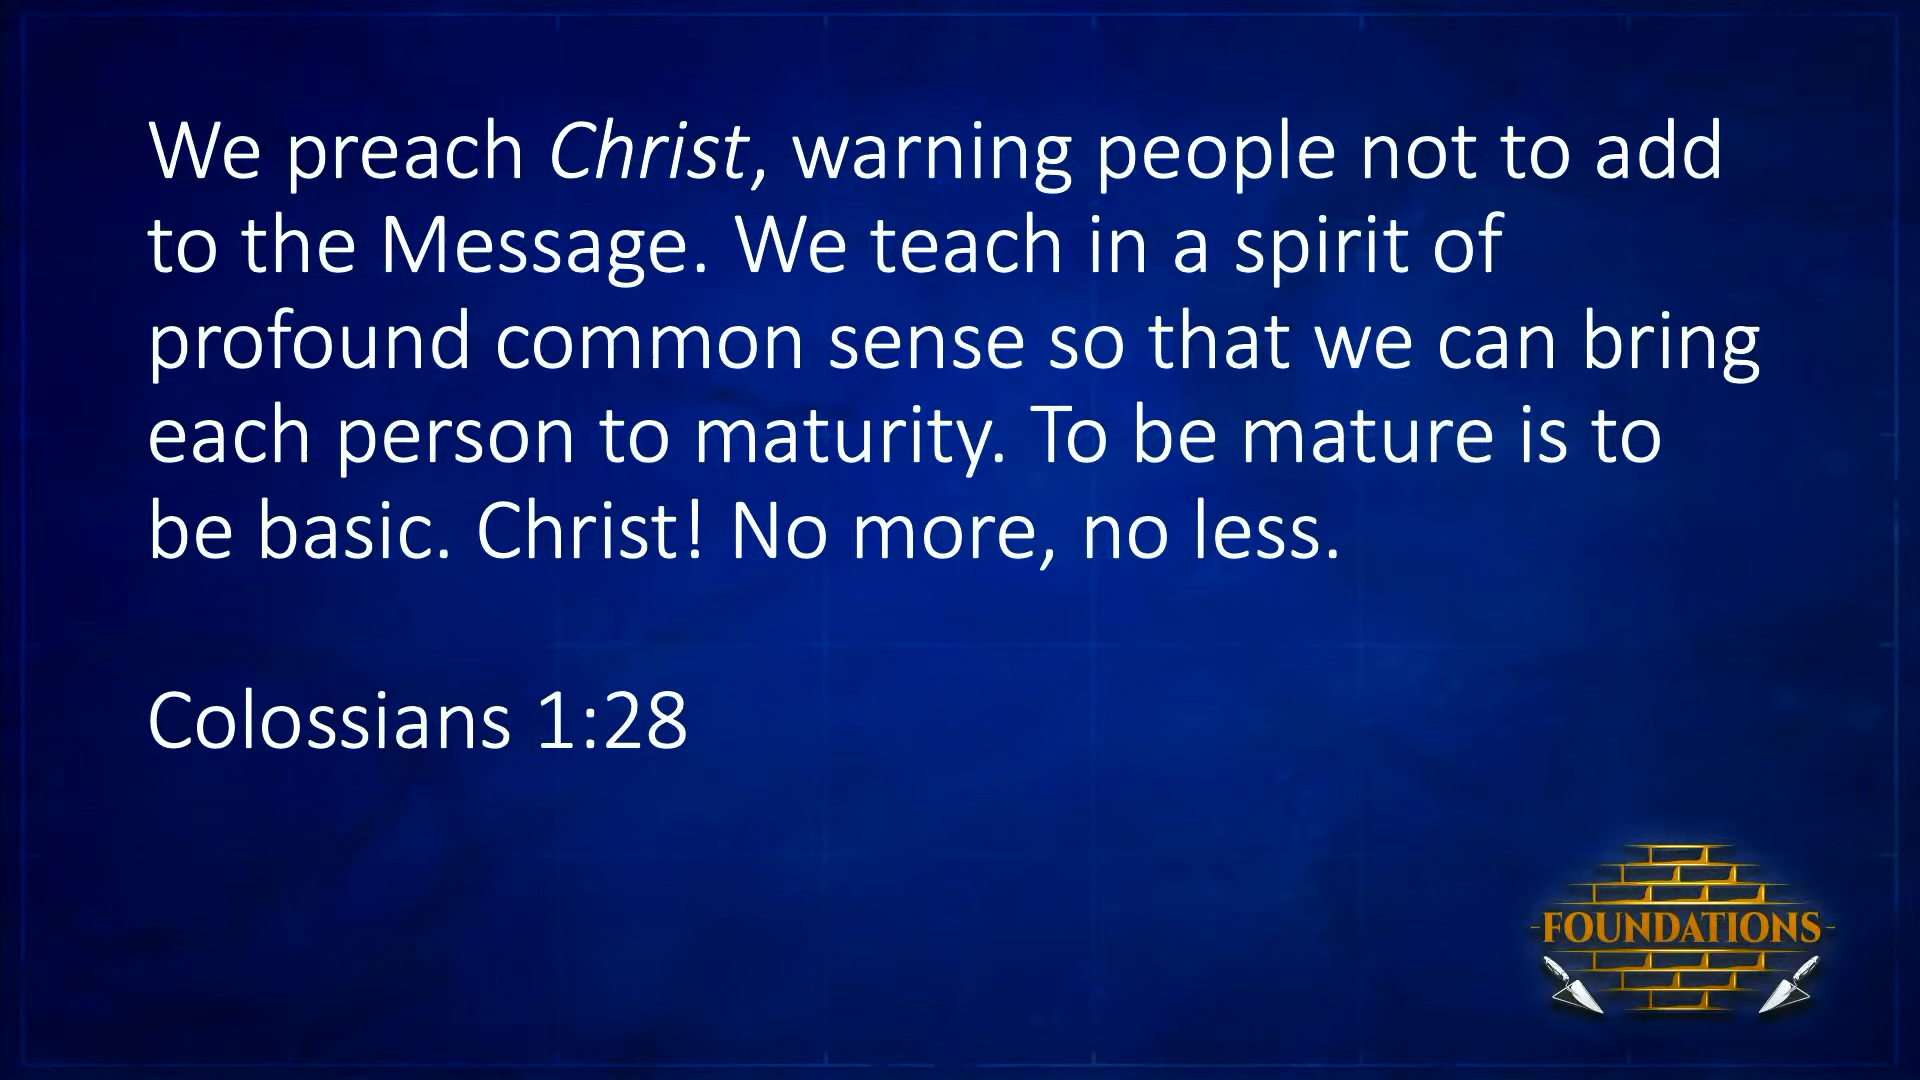 We preach Christ, warning people not to add
to the Message. We teach in a spirit of
profound common sense so that we can bring
each person to maturity. To be mature is to
be basic. Christ! No more, no less.
Colossians 1:28
FOUNDATIONS